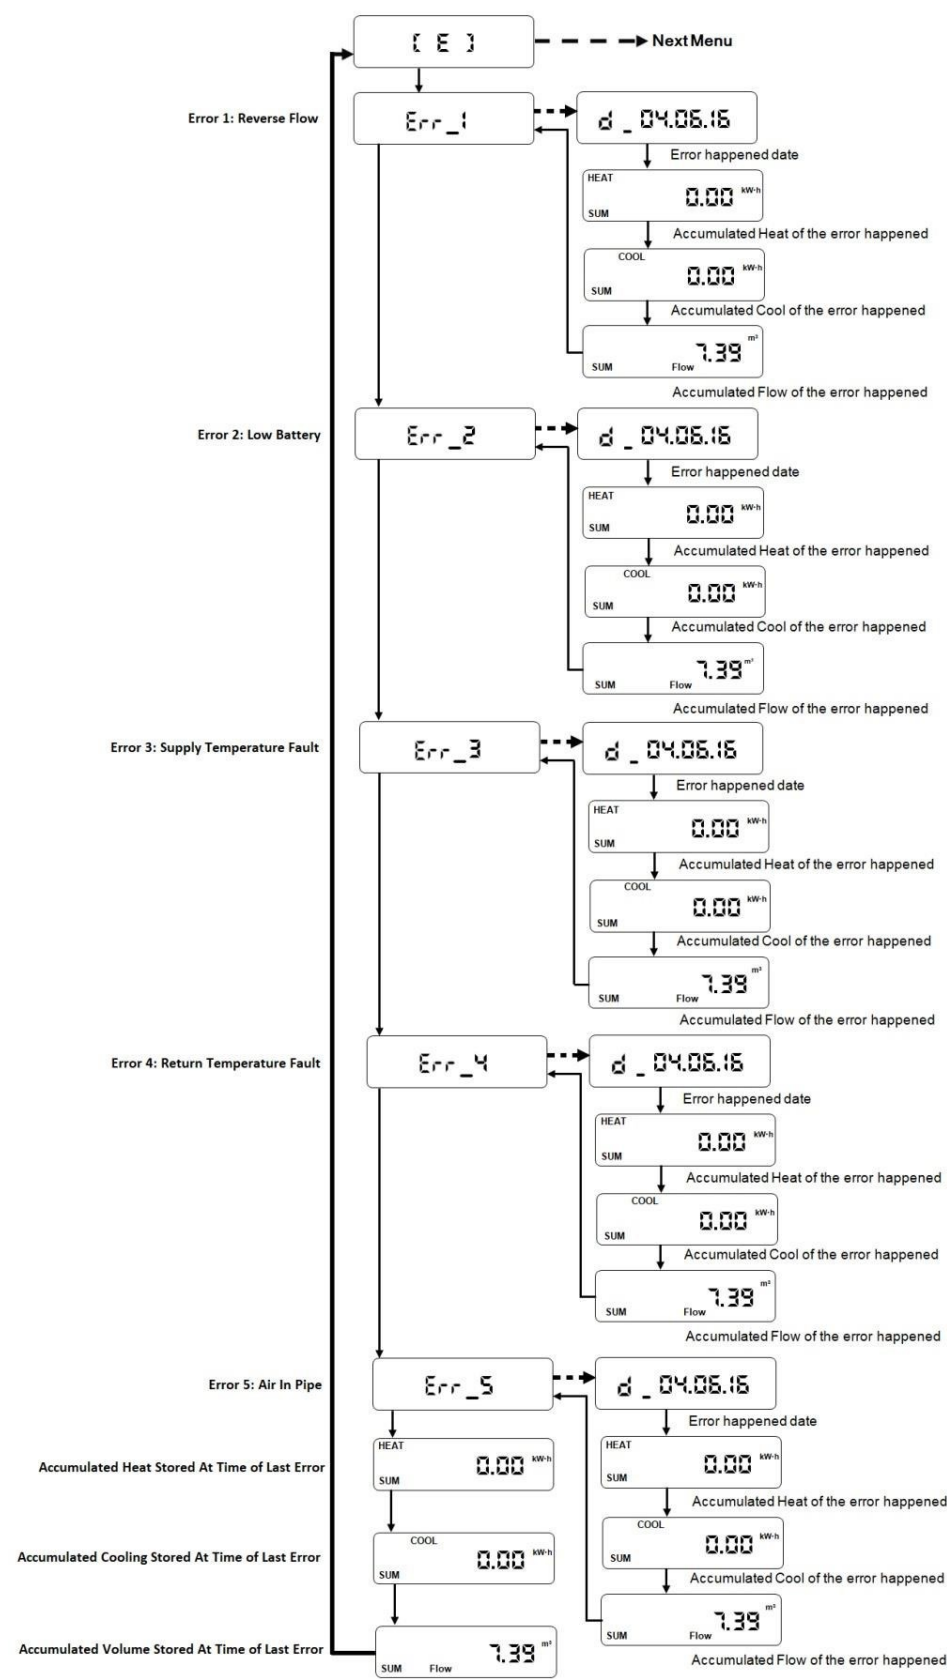 [ E ]
Next Menu
Error 1: Reverse Flow
Err_1
d_04.06.16
Error happened date
HEAT
0.00 kW·h
SUM
Accumulated Heat of the error happened
COOL
0.00 kW·h
SUM
Accumulated Cool of the error happened
7.39 m³
SUM Flow
Accumulated Flow of the error happened
Error 2: Low Battery
Err_2
d_04.06.16
Error happened date
HEAT
0.00 kW·h
SUM
Accumulated Heat of the error happened
COOL
0.00 kW·h
SUM
Accumulated Cool of the error happened
7.39 m³
SUM Flow
Accumulated Flow of the error happened
Error 3: Supply Temperature Fault
Err_3
d_04.06.16
Error happened date
HEAT
0.00 kW·h
SUM
Accumulated Heat of the error happened
COOL
0.00 kW·h
SUM
Accumulated Cool of the error happened
7.39 m³
SUM Flow
Accumulated Flow of the error happened
Error 4: Return Temperature Fault
Err_4
d_04.06.16
Error happened date
HEAT
0.00 kW·h
SUM
Accumulated Heat of the error happened
COOL
0.00 kW·h
SUM
Accumulated Cool of the error happened
7.39 m³
SUM Flow
Accumulated Flow of the error happened
Error 5: Air In Pipe
Err_5
d_04.06.16
Error happened date
HEAT
0.00 kW·h
SUM
Accumulated Heat of the error happened
COOL
0.00 kW·h
SUM
Accumulated Cool of the error happened
7.39 m³
SUM Flow
Accumulated Flow of the error happened
Accumulated Heat Stored At Time of Last Error
HEAT
0.00 kW·h
SUM
Accumulated Cooling Stored At Time of Last Error
COOL
0.00 kW·h
SUM
Accumulated Volume Stored At Time of Last Error
7.39 m³
SUM Flow